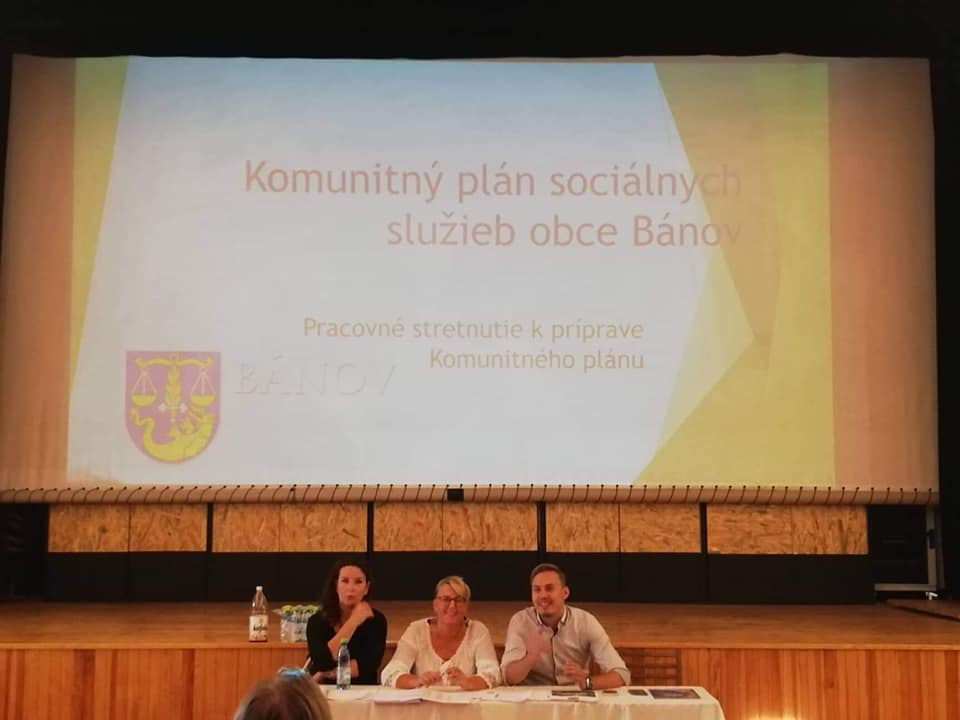 Komunitný plán sociálnych
služieb obce Bánov
Pracovné stretnutie k príprave
Komunitného plánu
BÁNOV